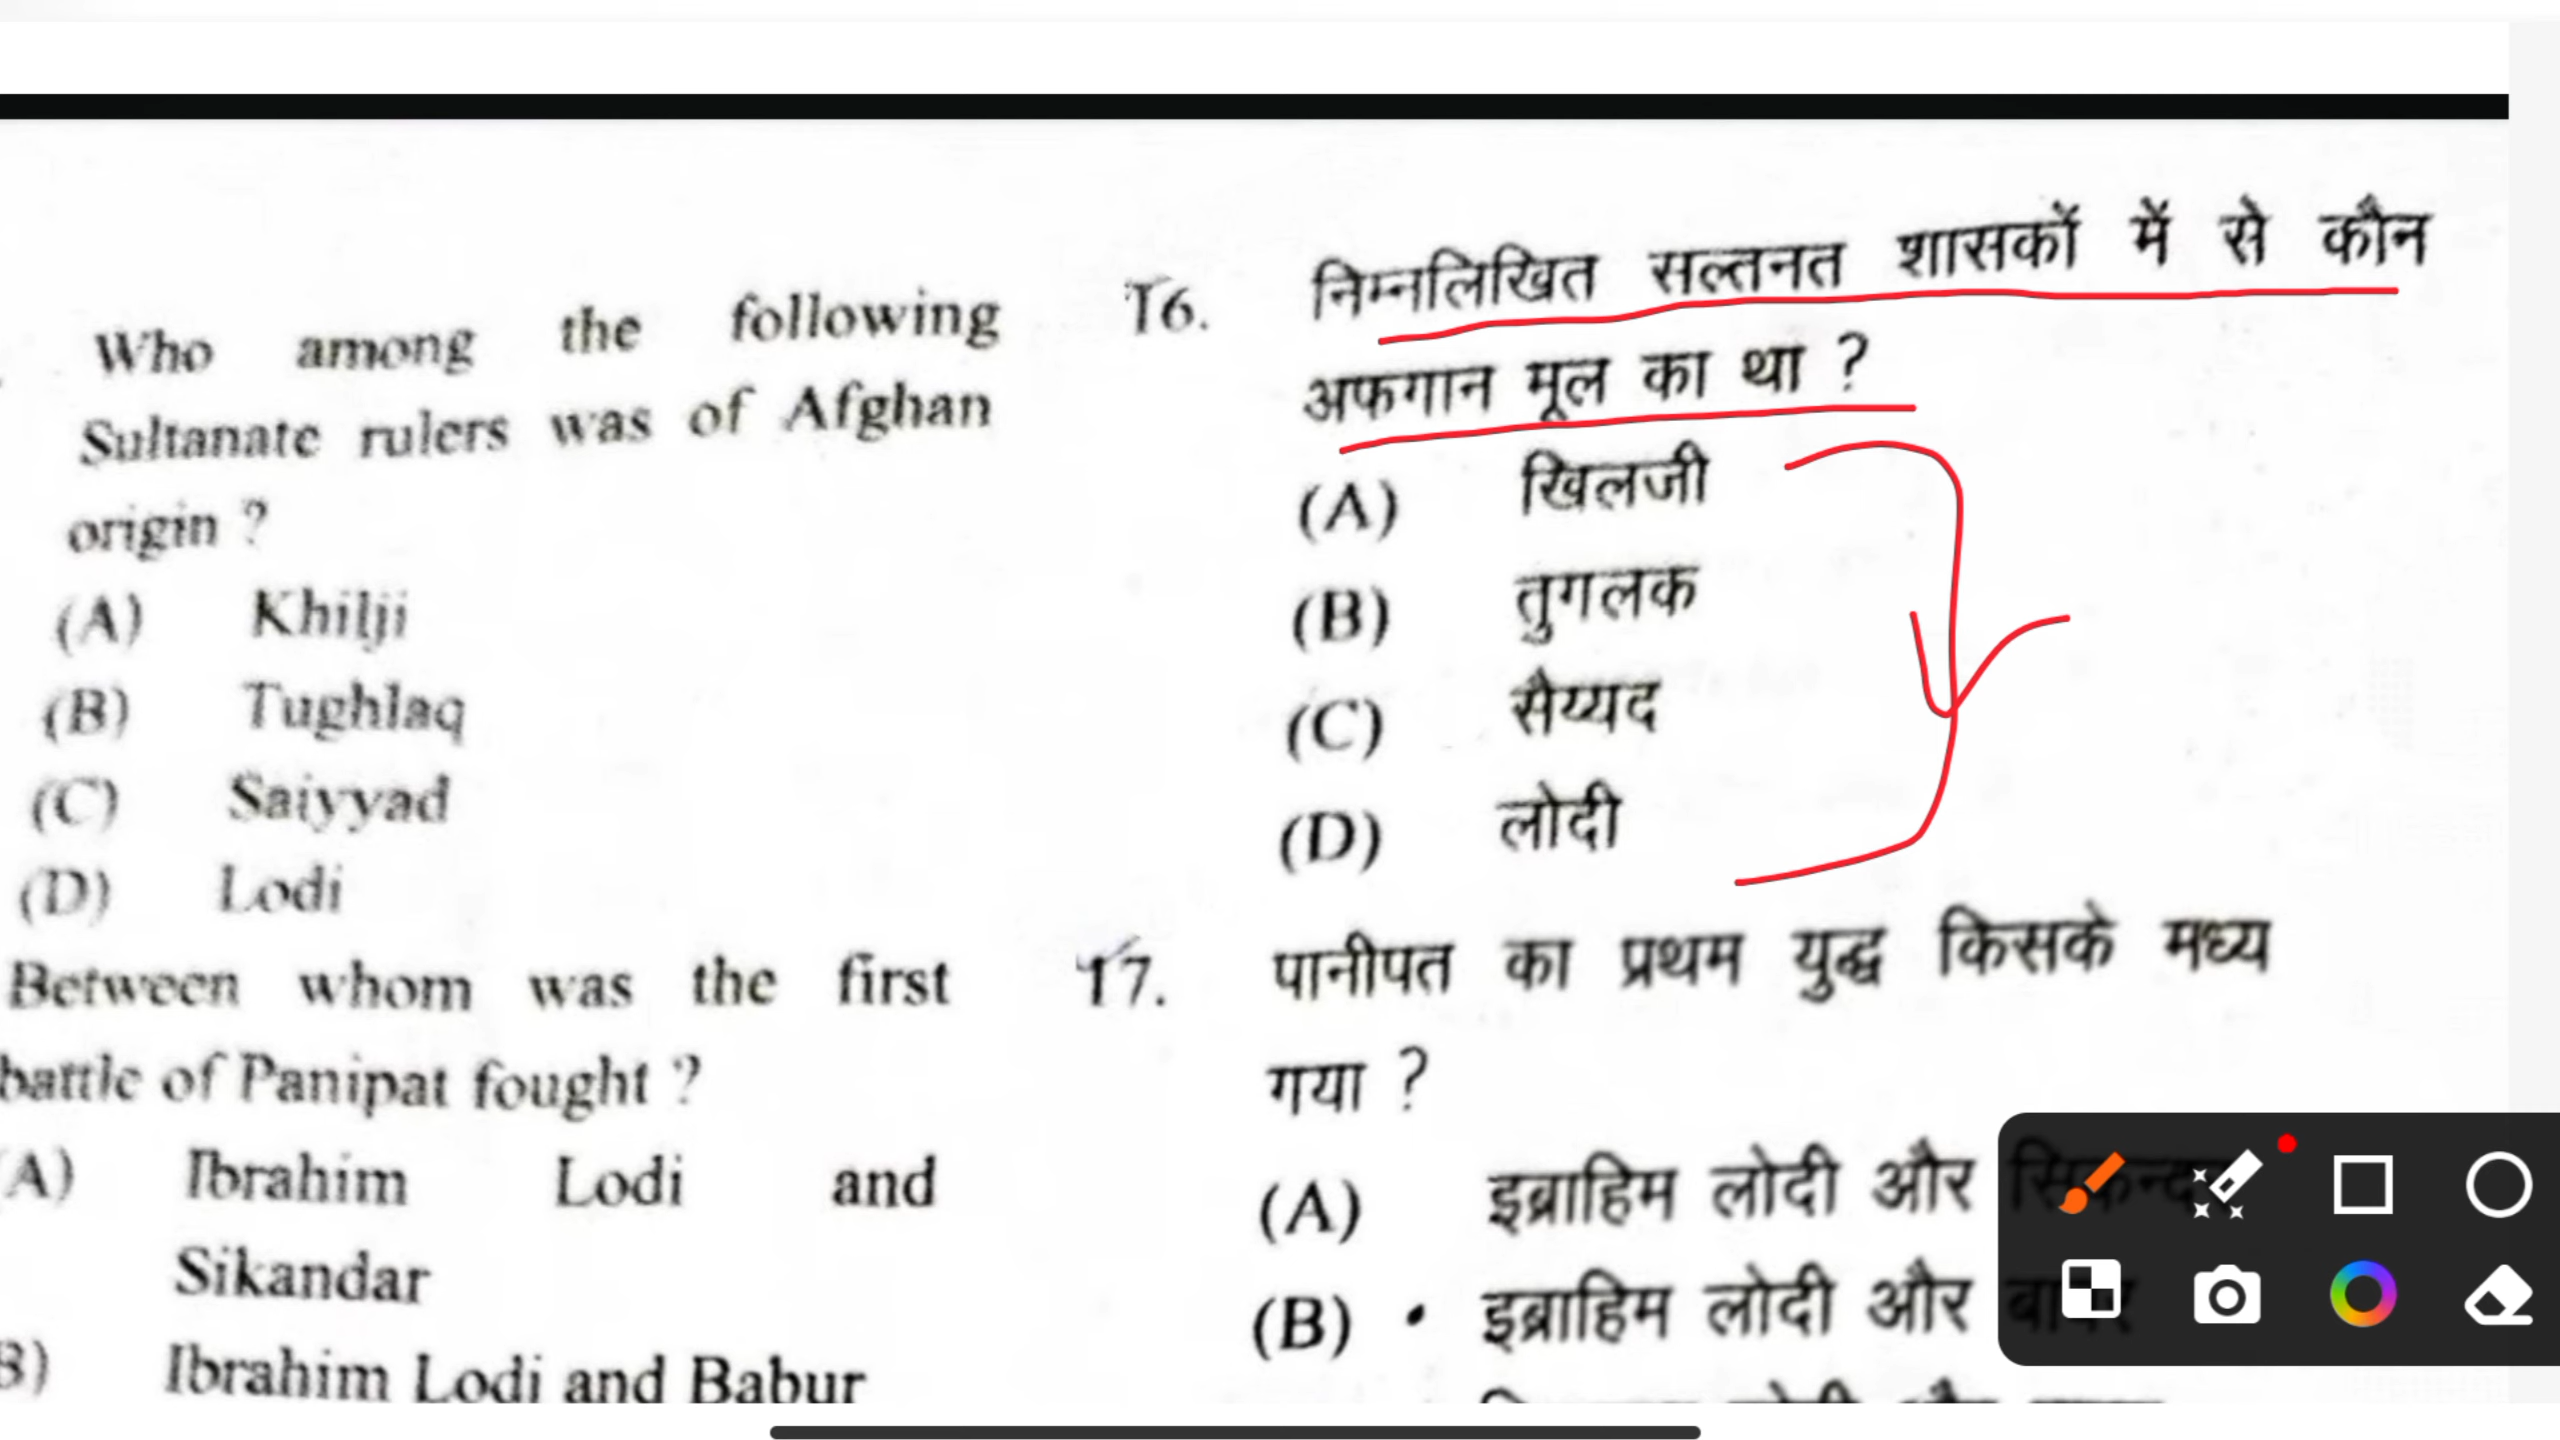 Who among the following
Sultanate rulers was of Afghan
origin ?
(A) Khilji
(B) Tughlaq
(C) Saiyyad
(D) Lodi
Between whom was the first
battle of Panipat fought ?
A) Ibrahim Lodi and
Sikandar
B) Ibrahim Lodi and Babur
16. निम्नलिखित सल्तनत शासकों में से कौन
अफगान मूल का था ?
(A) खिलजी
(B) तुगलक
(C) सैय्यद
(D) लोदी
17. पानीपत का प्रथम युद्ध किसके मध्य
गया ?
(A) इब्राहिम लोदी और
(B) इब्राहिम लोदी और